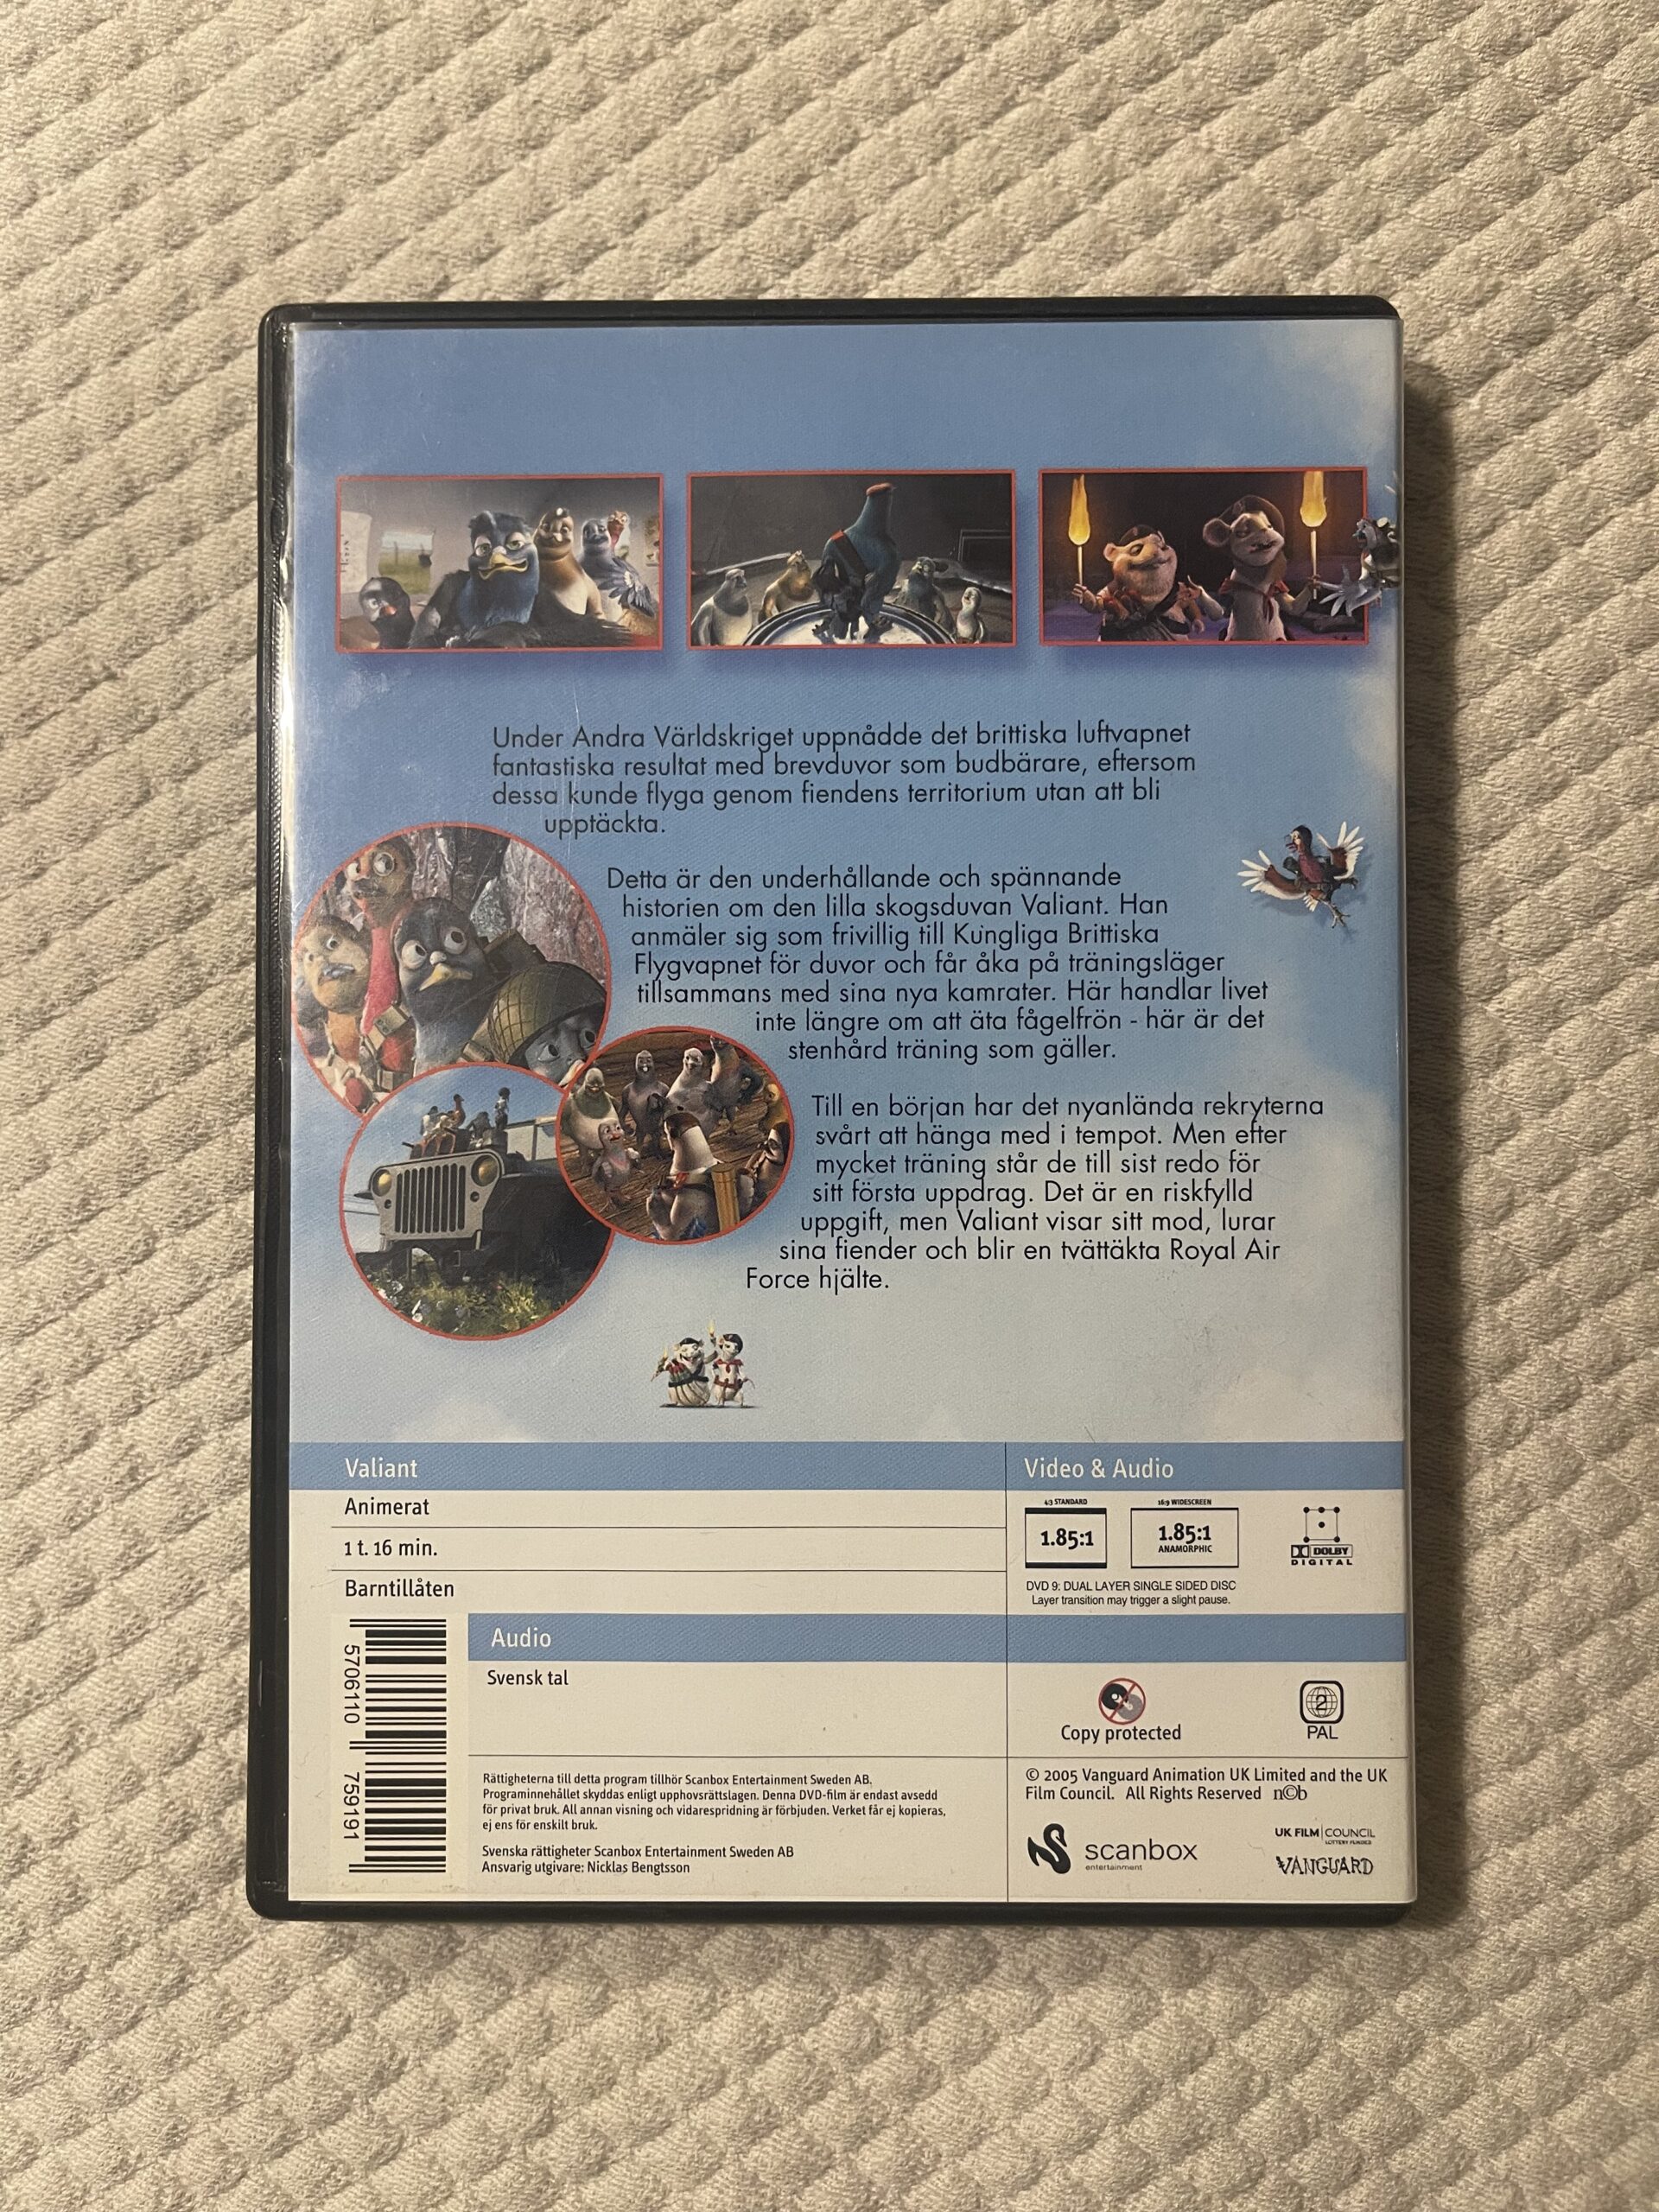 Under Andra Världskriget uppnådde det brittiska luftvapnet
fantastiska resultat med brevduvor som budbärare, eftersom
dessa kunde flyga genom fiendens territorium utan att bli
upptäckta.
Detta är den underhållande och spännande
historien om den lilla skogsduvan Valiant. Han
anmäler sig som frivillig till Kungliga Brittiska
Flygvapnet för duvor och får åka på träningsläger
tillsammans med sina nya kamrater. Här handlar livet
inte längre om att äta fågelfrön - här är det
stenhård träning som gäller.
Till en början har det nyanlända rekryterna
svårt att hänga med i tempot. Men efter
mycket träning står de till sist redo för
sitt första uppdrag. Det är en riskfylld
uppgift, men Valiant visar sitt mod, lurar
sina fiender och blir en tvättäkta Royal Air
Force hjälte.
Valiant
Animerat
1 t. 16 min.
Barntillåten
Video & Audio
4:3 STANDARD
1.85:1
16:9 WIDESCREEN
1.85:1
ANAMORPHIC
DOLBY
DIGITAL
DVD 9: DUAL LAYER SINGLE SIDED DISC
Layer transition may trigger a slight pause.
Audio
Svensk tal
5706110 759191
Copy protected
2
PAL
Rättigheterna till detta program tillhör Scanbox Entertainment Sweden AB.
Programinnehållet skyddas enligt upphovsrättslagen. Denna DVD-film är endast avsedd
för privat bruk. All annan visning och vidarespridning är förbjuden. Verket får ej kopieras,
ej ens för enskilt bruk.
Svenska rättigheter Scanbox Entertainment Sweden AB
Ansvarig utgivare: Nicklas Bengtsson
© 2005 Vanguard Animation UK Limited and the UK
Film Council. All Rights Reserved n©b
scanbox
entertainment
UK FILM COUNCIL
LOTTERY FUNDED
VANGUARD